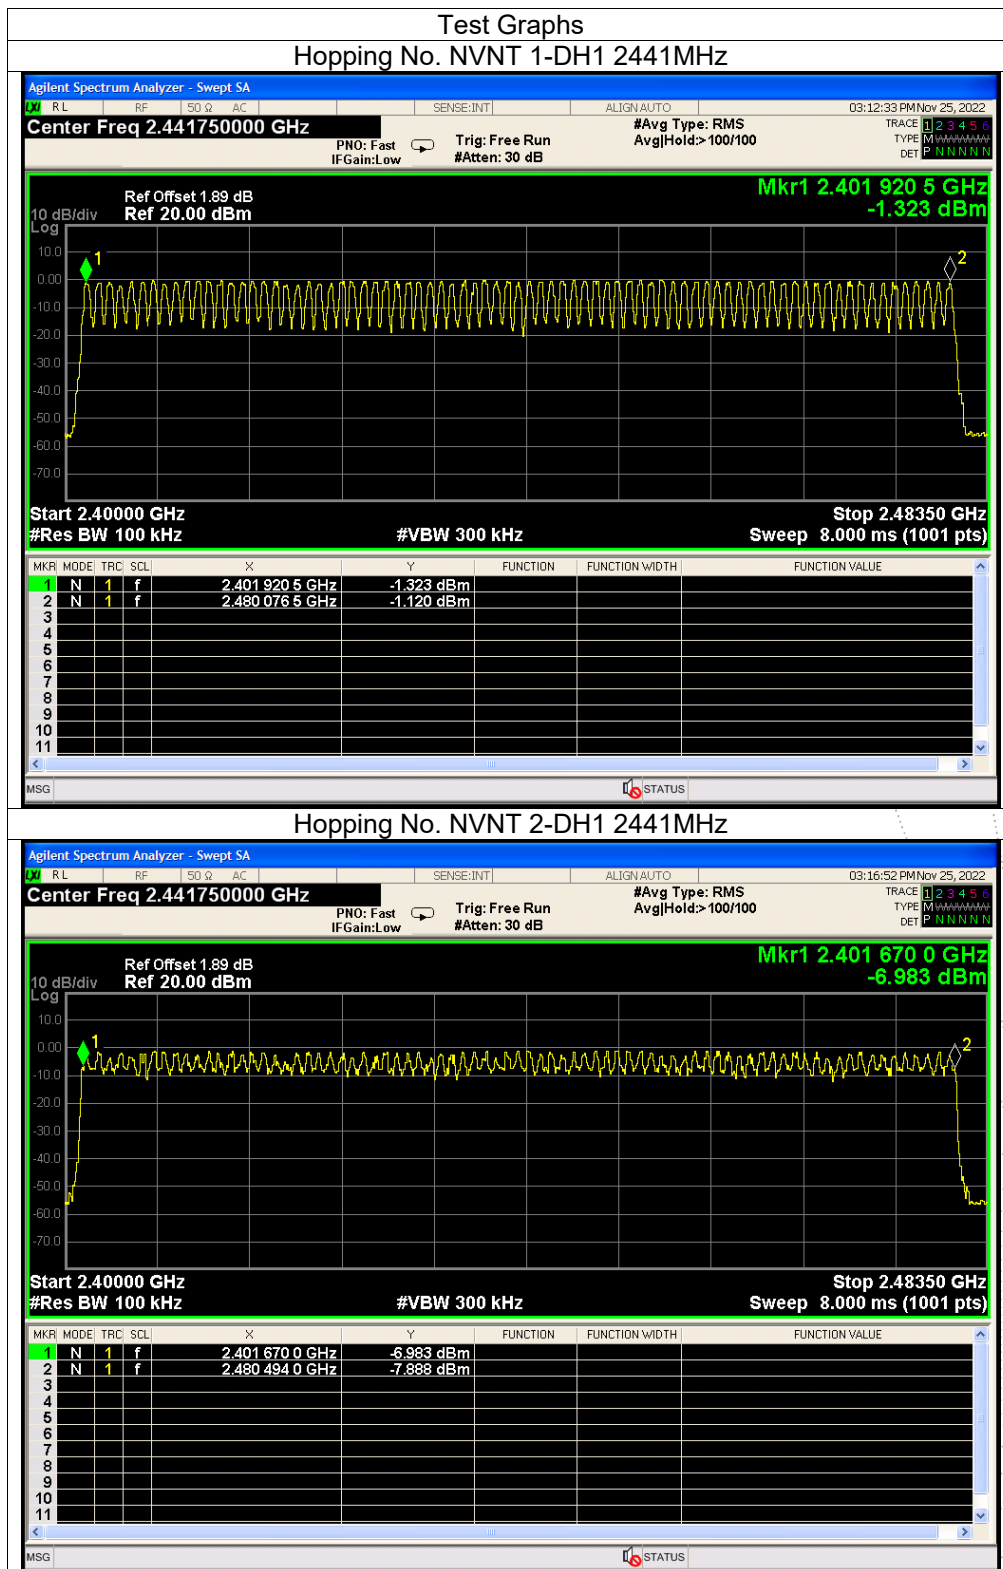 Test Graphs
Hopping No. NVNT 1-DH1 2441MHz
Agilent Spectrum Analyzer - Swept SA
LXI RL RF 50 Ω AC SENSE:INT ALIGN AUTO 03:12:33 PM Nov 25, 2022
Center Freq 2.441750000 GHz #Avg Type: RMS TRACE 1 2 3 4 5 6
PNO: Fast Trig: Free Run Avg|Hold:>100/100 TYPE M
IFGain:Low #Atten: 30 dB DET P N N N N N
Mkr1 2.401 920 5 GHz
Ref Offset 1.89 dB
10 dB/div Ref 20.00 dBm -1.323 dBm
Log
10.0
1 2
0.00
-10.0
-20.0
-30.0
-40.0
-50.0
-60.0
-70.0
Start 2.40000 GHz Stop 2.48350 GHz
#Res BW 100 kHz #VBW 300 kHz Sweep 8.000 ms (1001 pts)
MKR MODE TRC SCL X Y FUNCTION FUNCTION WIDTH FUNCTION VALUE
1 N 1 f 2.401 920 5 GHz -1.323 dBm
2 N 1 f 2.480 076 5 GHz -1.120 dBm
3
4
5
6
7
8
9
10
11
MSG STATUS
Hopping No. NVNT 2-DH1 2441MHz
Agilent Spectrum Analyzer - Swept SA
LXI RL RF 50 Ω AC SENSE:INT ALIGN AUTO 03:16:52 PM Nov 25, 2022
Center Freq 2.441750000 GHz #Avg Type: RMS TRACE 1 2 3 4 5 6
PNO: Fast Trig: Free Run Avg|Hold:>100/100 TYPE M
IFGain:Low #Atten: 30 dB DET P N N N N N
Mkr1 2.401 670 0 GHz
Ref Offset 1.89 dB
10 dB/div Ref 20.00 dBm -6.983 dBm
Log
10.0
0.00
1 2
-10.0
-20.0
-30.0
-40.0
-50.0
-60.0
-70.0
Start 2.40000 GHz Stop 2.48350 GHz
#Res BW 100 kHz #VBW 300 kHz Sweep 8.000 ms (1001 pts)
MKR MODE TRC SCL X Y FUNCTION FUNCTION WIDTH FUNCTION VALUE
1 N 1 f 2.401 670 0 GHz -6.983 dBm
2 N 1 f 2.480 494 0 GHz -7.888 dBm
3
4
5
6
7
8
9
10
11
MSG STATUS